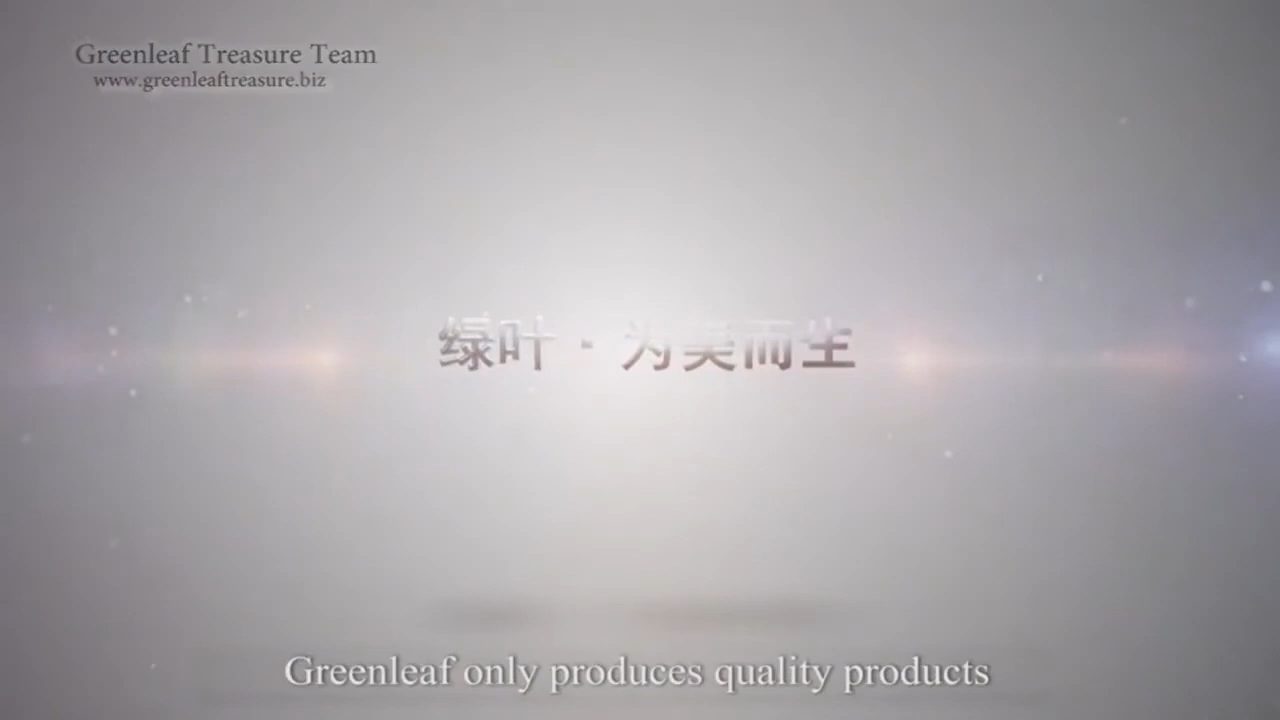 Greenleaf Treasure Team
www.greenleaftreasure.biz
绿叶·为美而生
Greenleaf only produces quality products